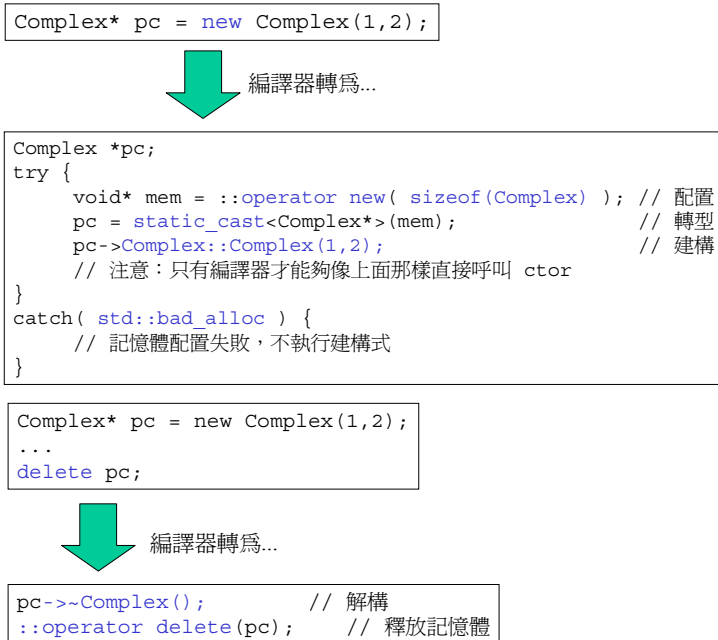 Complex* pc = new Complex(1,2);
編譯器轉為...
Complex *pc;
try {
void* mem = ::operator new( sizeof(Complex) ); // 配置
pc = static_cast<Complex*>(mem); // 轉型
pc->Complex::Complex(1,2); // 建構
// 注意：只有編譯器才能夠像上面那樣直接呼叫 ctor
}
catch( std::bad_alloc ) {
// 記憶體配置失敗，不執行建構式
}
Complex* pc = new Complex(1,2);
...
delete pc;
編譯器轉為...
pc->~Complex(); // 解構
::operator delete(pc); // 釋放記憶體